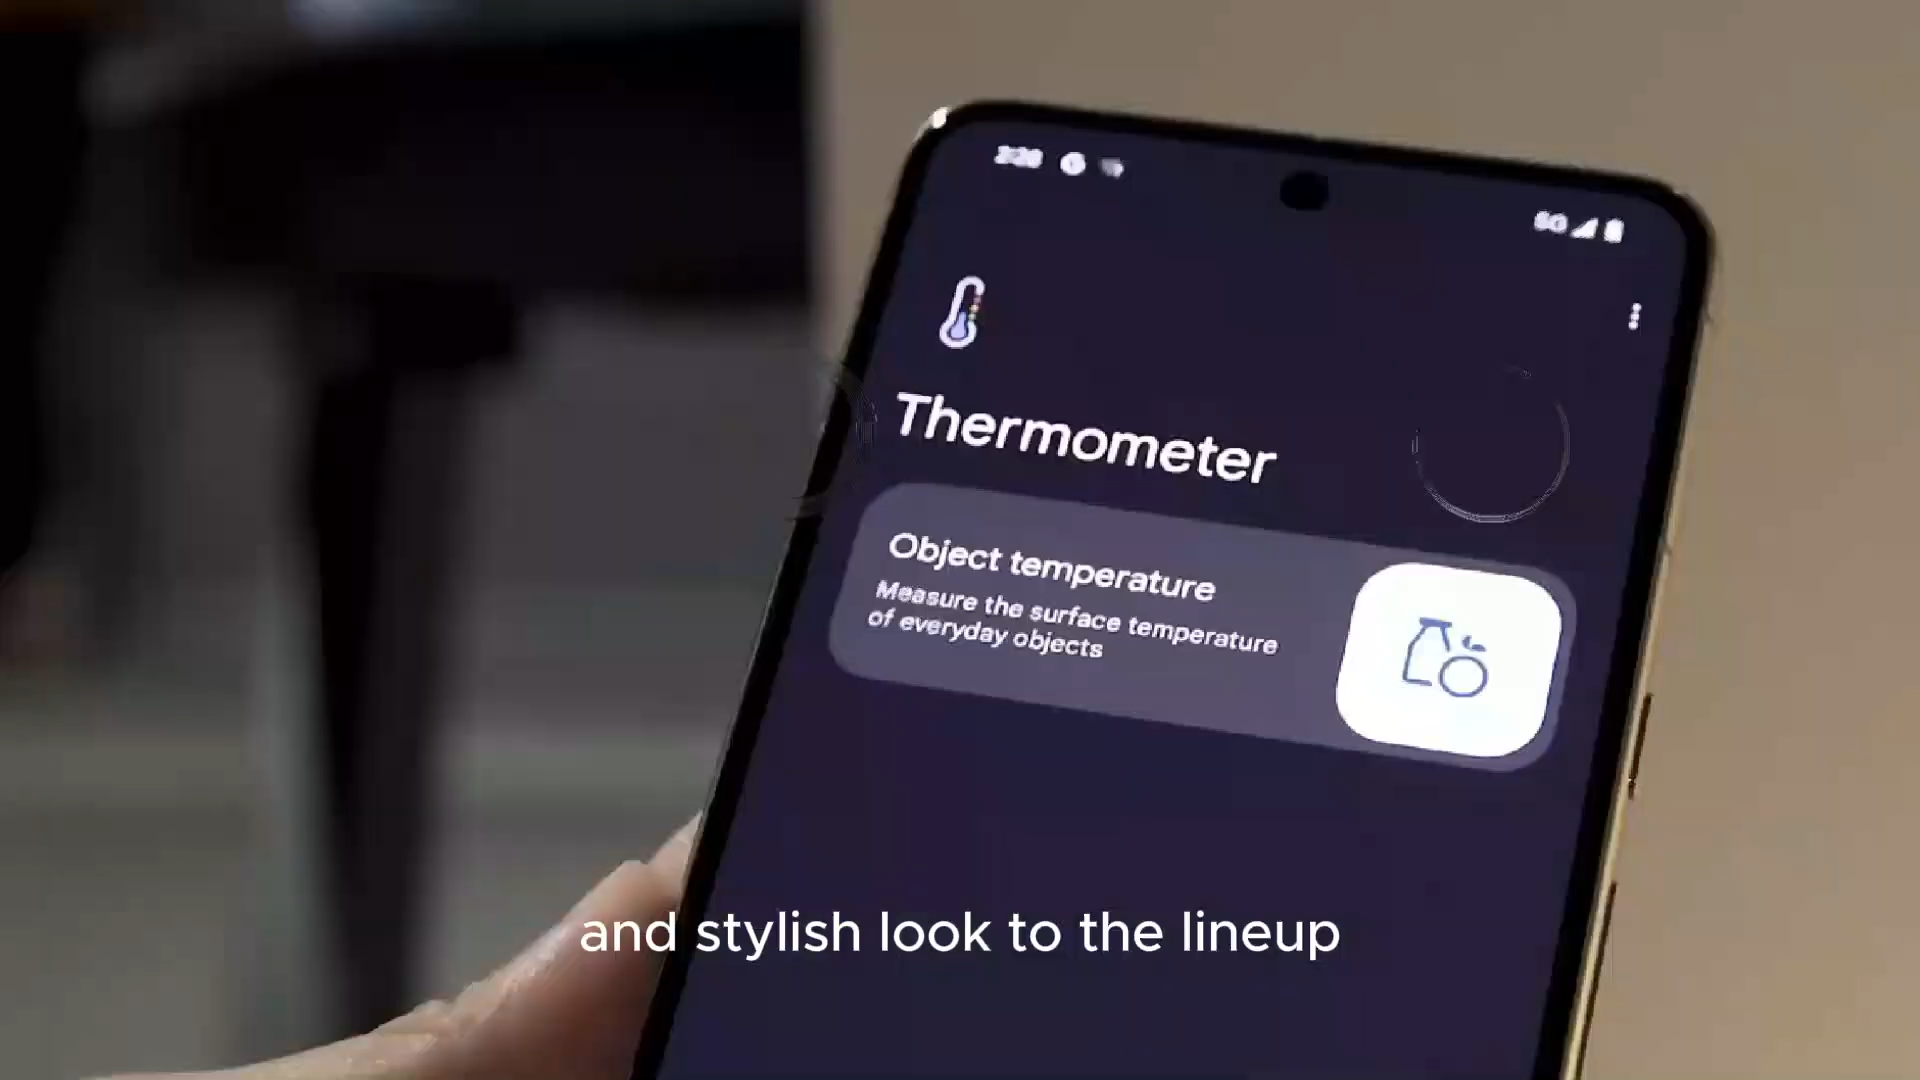 Thermometer
Object temperature
Measure the surface temperature
of everyday objects
and stylish look to the lineup